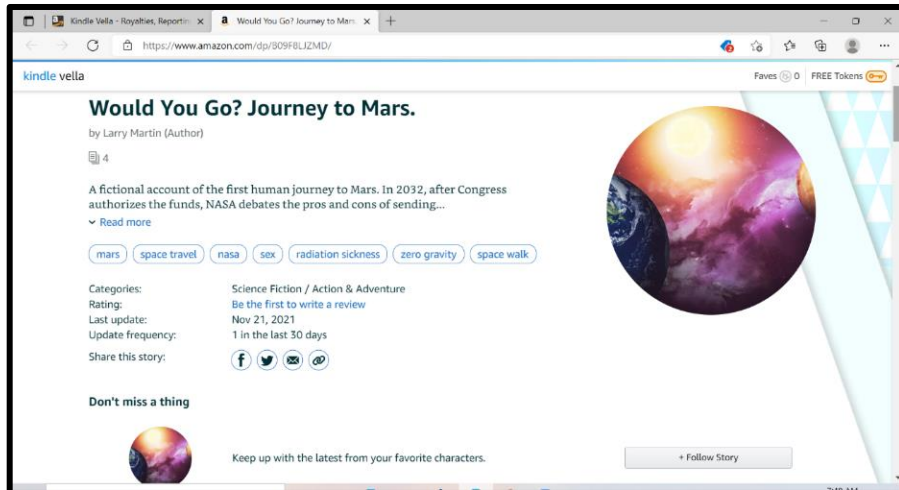 Kindle Vella - Royalties, Reportin
Would You Go? Journey to Mars.
https://www.amazon.com/dp/B09F8LJZMD/
kindle vella
Faves 0 FREE Tokens
Would You Go? Journey to Mars.
by Larry Martin (Author)
4
A fictional account of the first human journey to Mars. In 2032, after Congress
authorizes the funds, NASA debates the pros and cons of sending...
Read more
mars space travel nasa sex radiation sickness zero gravity space walk
Categories: Science Fiction / Action & Adventure
Rating: Be the first to write a review
Last update: Nov 21, 2021
Update frequency: 1 in the last 30 days
Share this story:
Don't miss a thing
Keep up with the latest from your favorite characters.
+ Follow Story